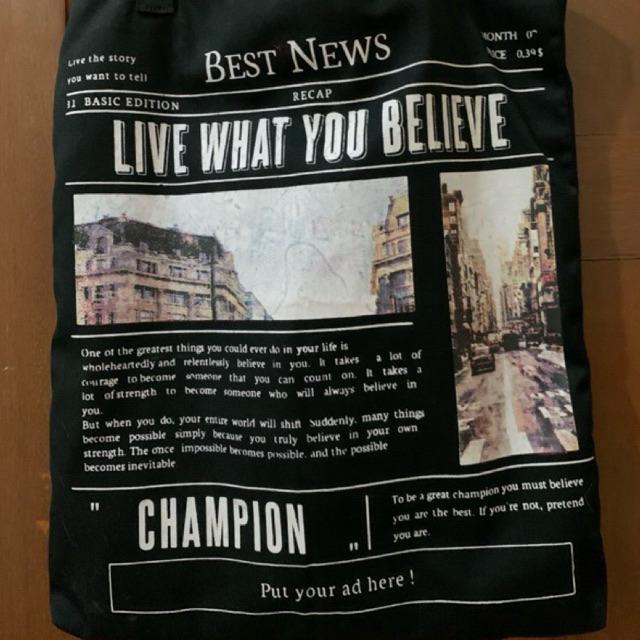 Live the story
you want to tell
BEST NEWS
PRICE 0.39$
BASIC EDITION
RECAP
LIVE WHAT YOU BELIEVE
One of the greatest things you could ever do in your life is
wholeheartedly and relentlessly believe in you. It takes a lot of
courage to become someone that you can count on. It takes a
lot of strength to become someone who will always believe in
you.
But when you do, your entire world will shift Suddenly, many things
become possible simply because you truly believe in your own
strength. The once impossible becomes possible. and the possible
becomes inevitable
" CHAMPION „
To be a great champion you must believe
you are the best. If you're not, pretend
you are.
Put your ad here !